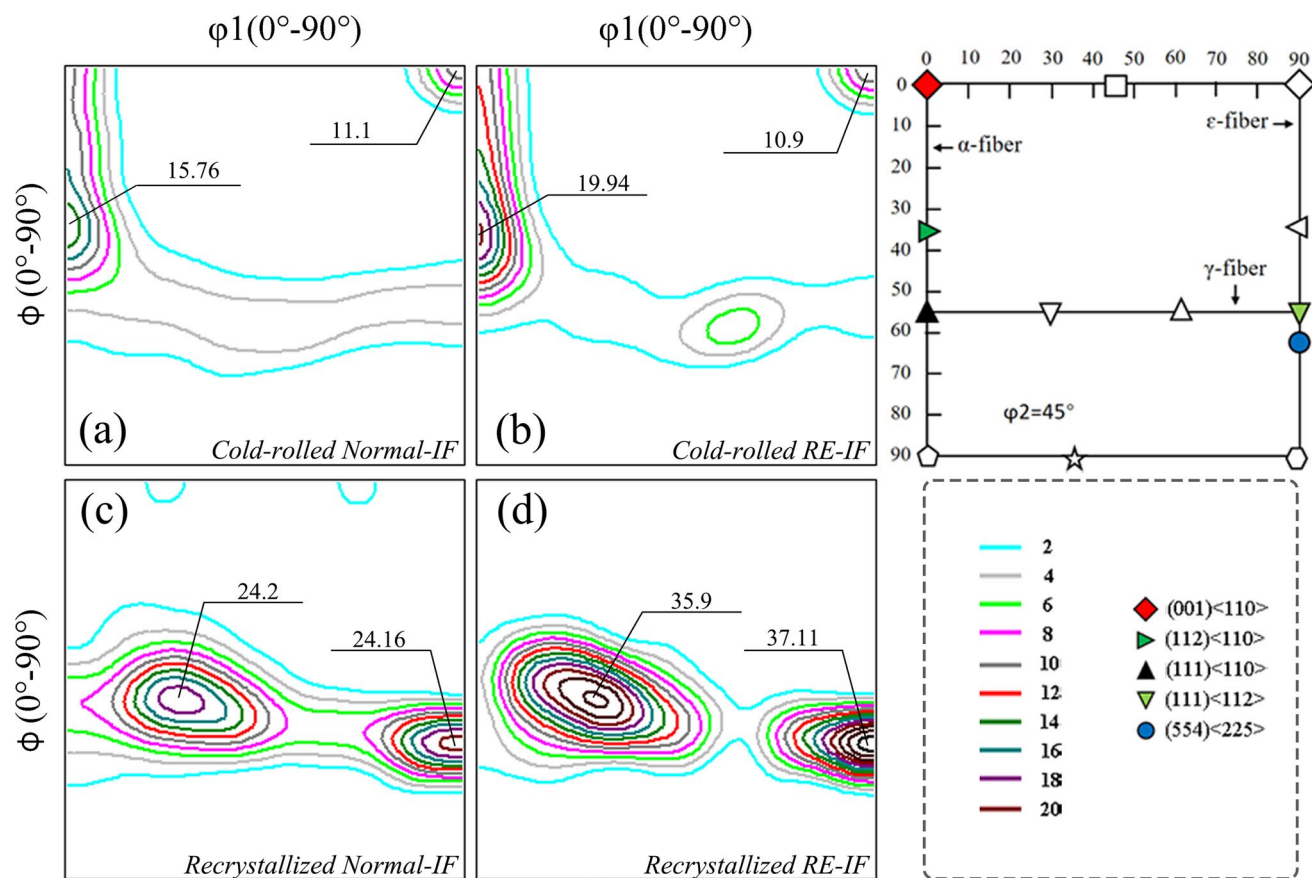 φ1(0°-90°)
φ1(0°-90°)
ϕ (0°-90°)
11.1
15.76
(a)
Cold-rolled Normal-IF
10.9
19.94
(b)
Cold-rolled RE-IF
0 10 20 30 40 50 60 70 80 90
0
10
20
30
40
50
60
70
80
90
ε-fiber
α-fiber
γ-fiber
φ2=45°
ϕ (0°-90°)
(c)
24.2
24.16
Recrystallized Normal-IF
(d)
35.9
37.11
Recrystallized RE-IF
2
4
6
8
10
12
14
16
18
20
(001)<110>
(112)<110>
(111)<110>
(111)<112>
(554)<225>